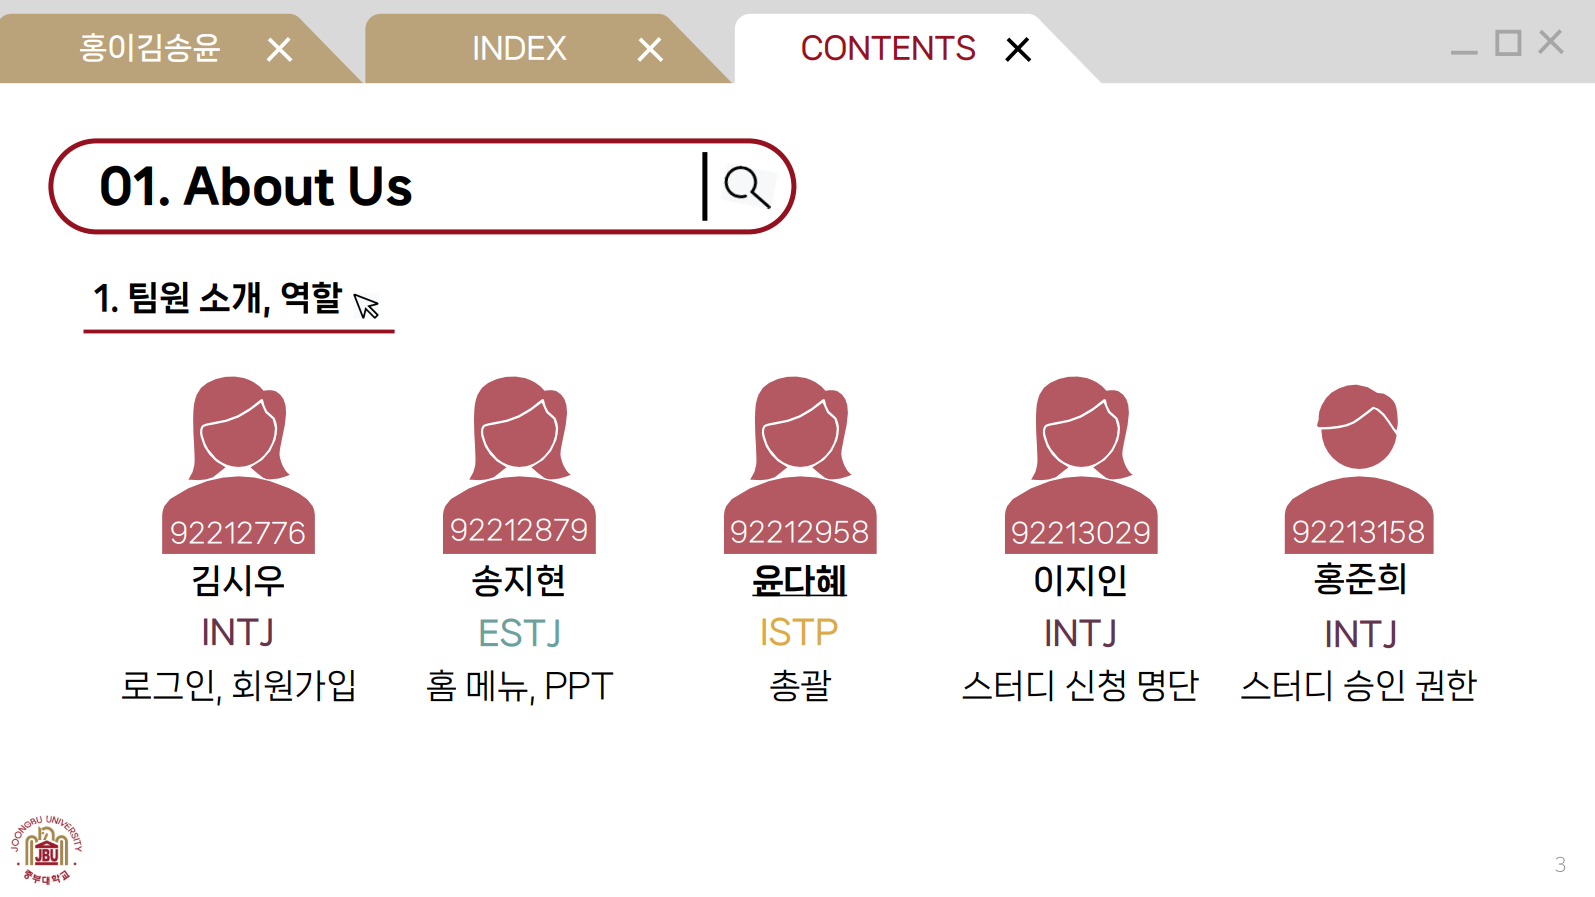 홍이김송윤
INDEX
CONTENTS
01. About Us
1. 팀원 소개, 역할
92212776
92212879
92212958
92213029
92213158
김시우
송지현
윤다혜
이지인
홍준희
INTJ
ESTJ
ISTP
INTJ
INTJ
로그인, 회원가입
홈 메뉴, PPT
총괄
스터디 신청 명단
스터디 승인 권한
JOONGBU UNIVERSITY
JBU
중부대학교
3